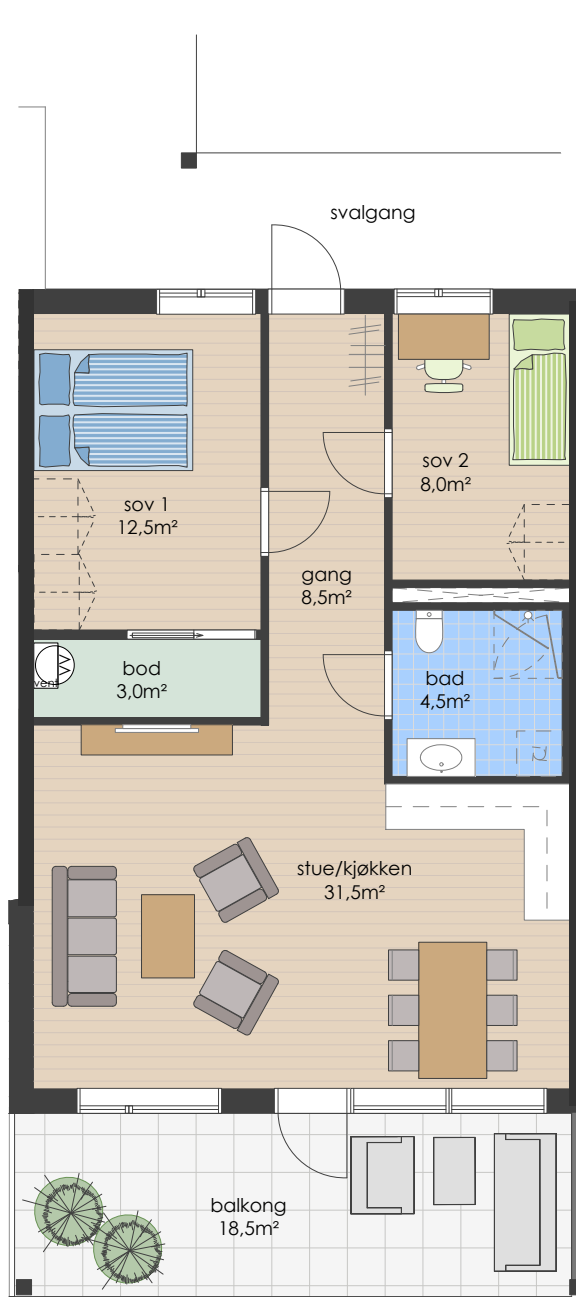 svalgang
sov 1
12,5m²
sov 2
8,0m²
gang
8,5m²
bod
3,0m²
vent
bad
4,5m²
stue/kjøkken
31,5m²
balkong
18,5m²